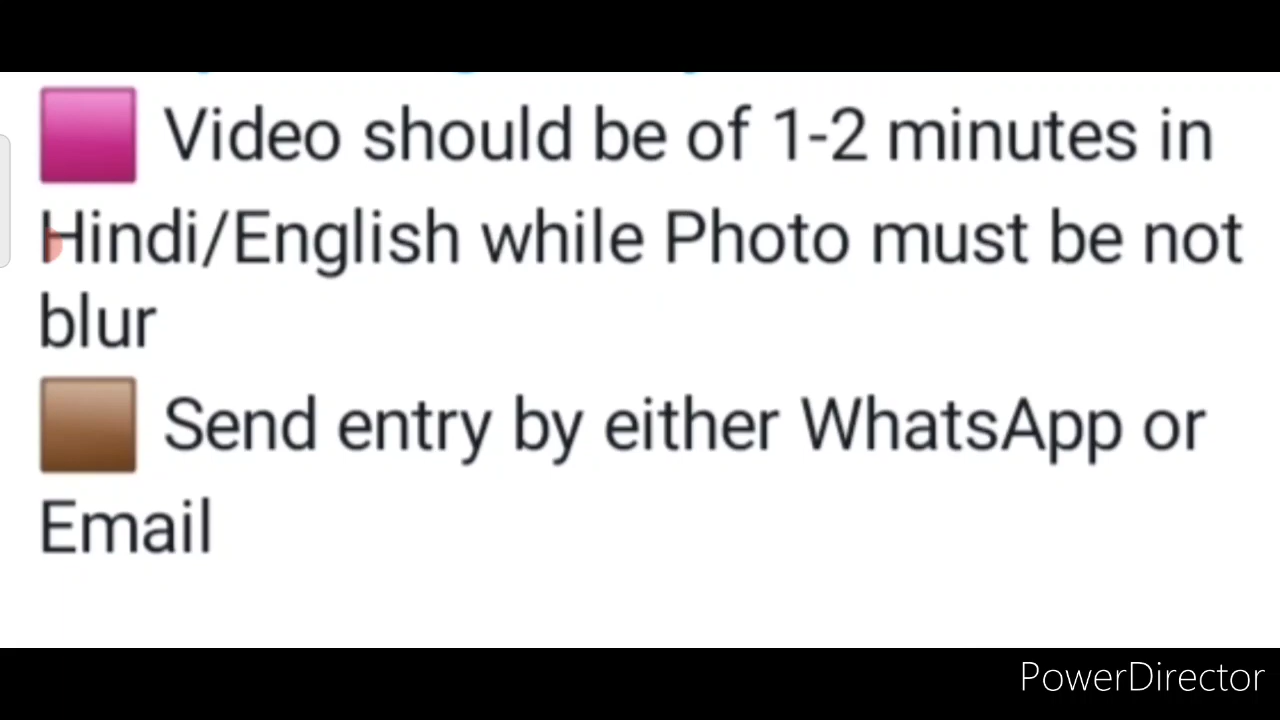 Video should be of 1-2 minutes in
Hindi/English while Photo must be not
blur
Send entry by either WhatsApp or
Email
PowerDirector